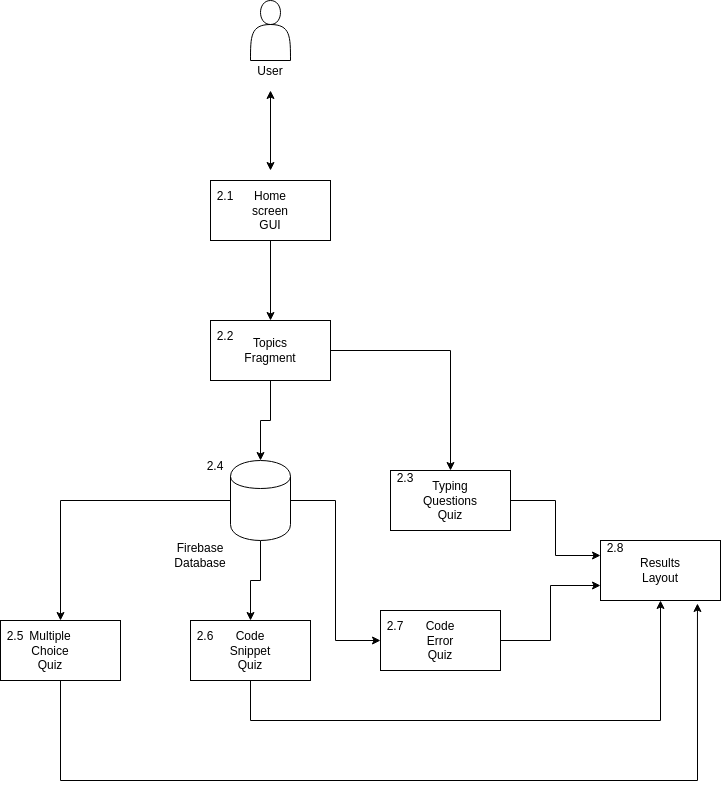 User
2.1
Home
screen
GUI
2.2
Topics
Fragment
2.4
2.3
Typing
Questions
Quiz
Firebase
Database
2.8
Results
Layout
2.5 Multiple
Choice
Quiz
2.6
Code
Snippet
Quiz
2.7
Code
Error
Quiz